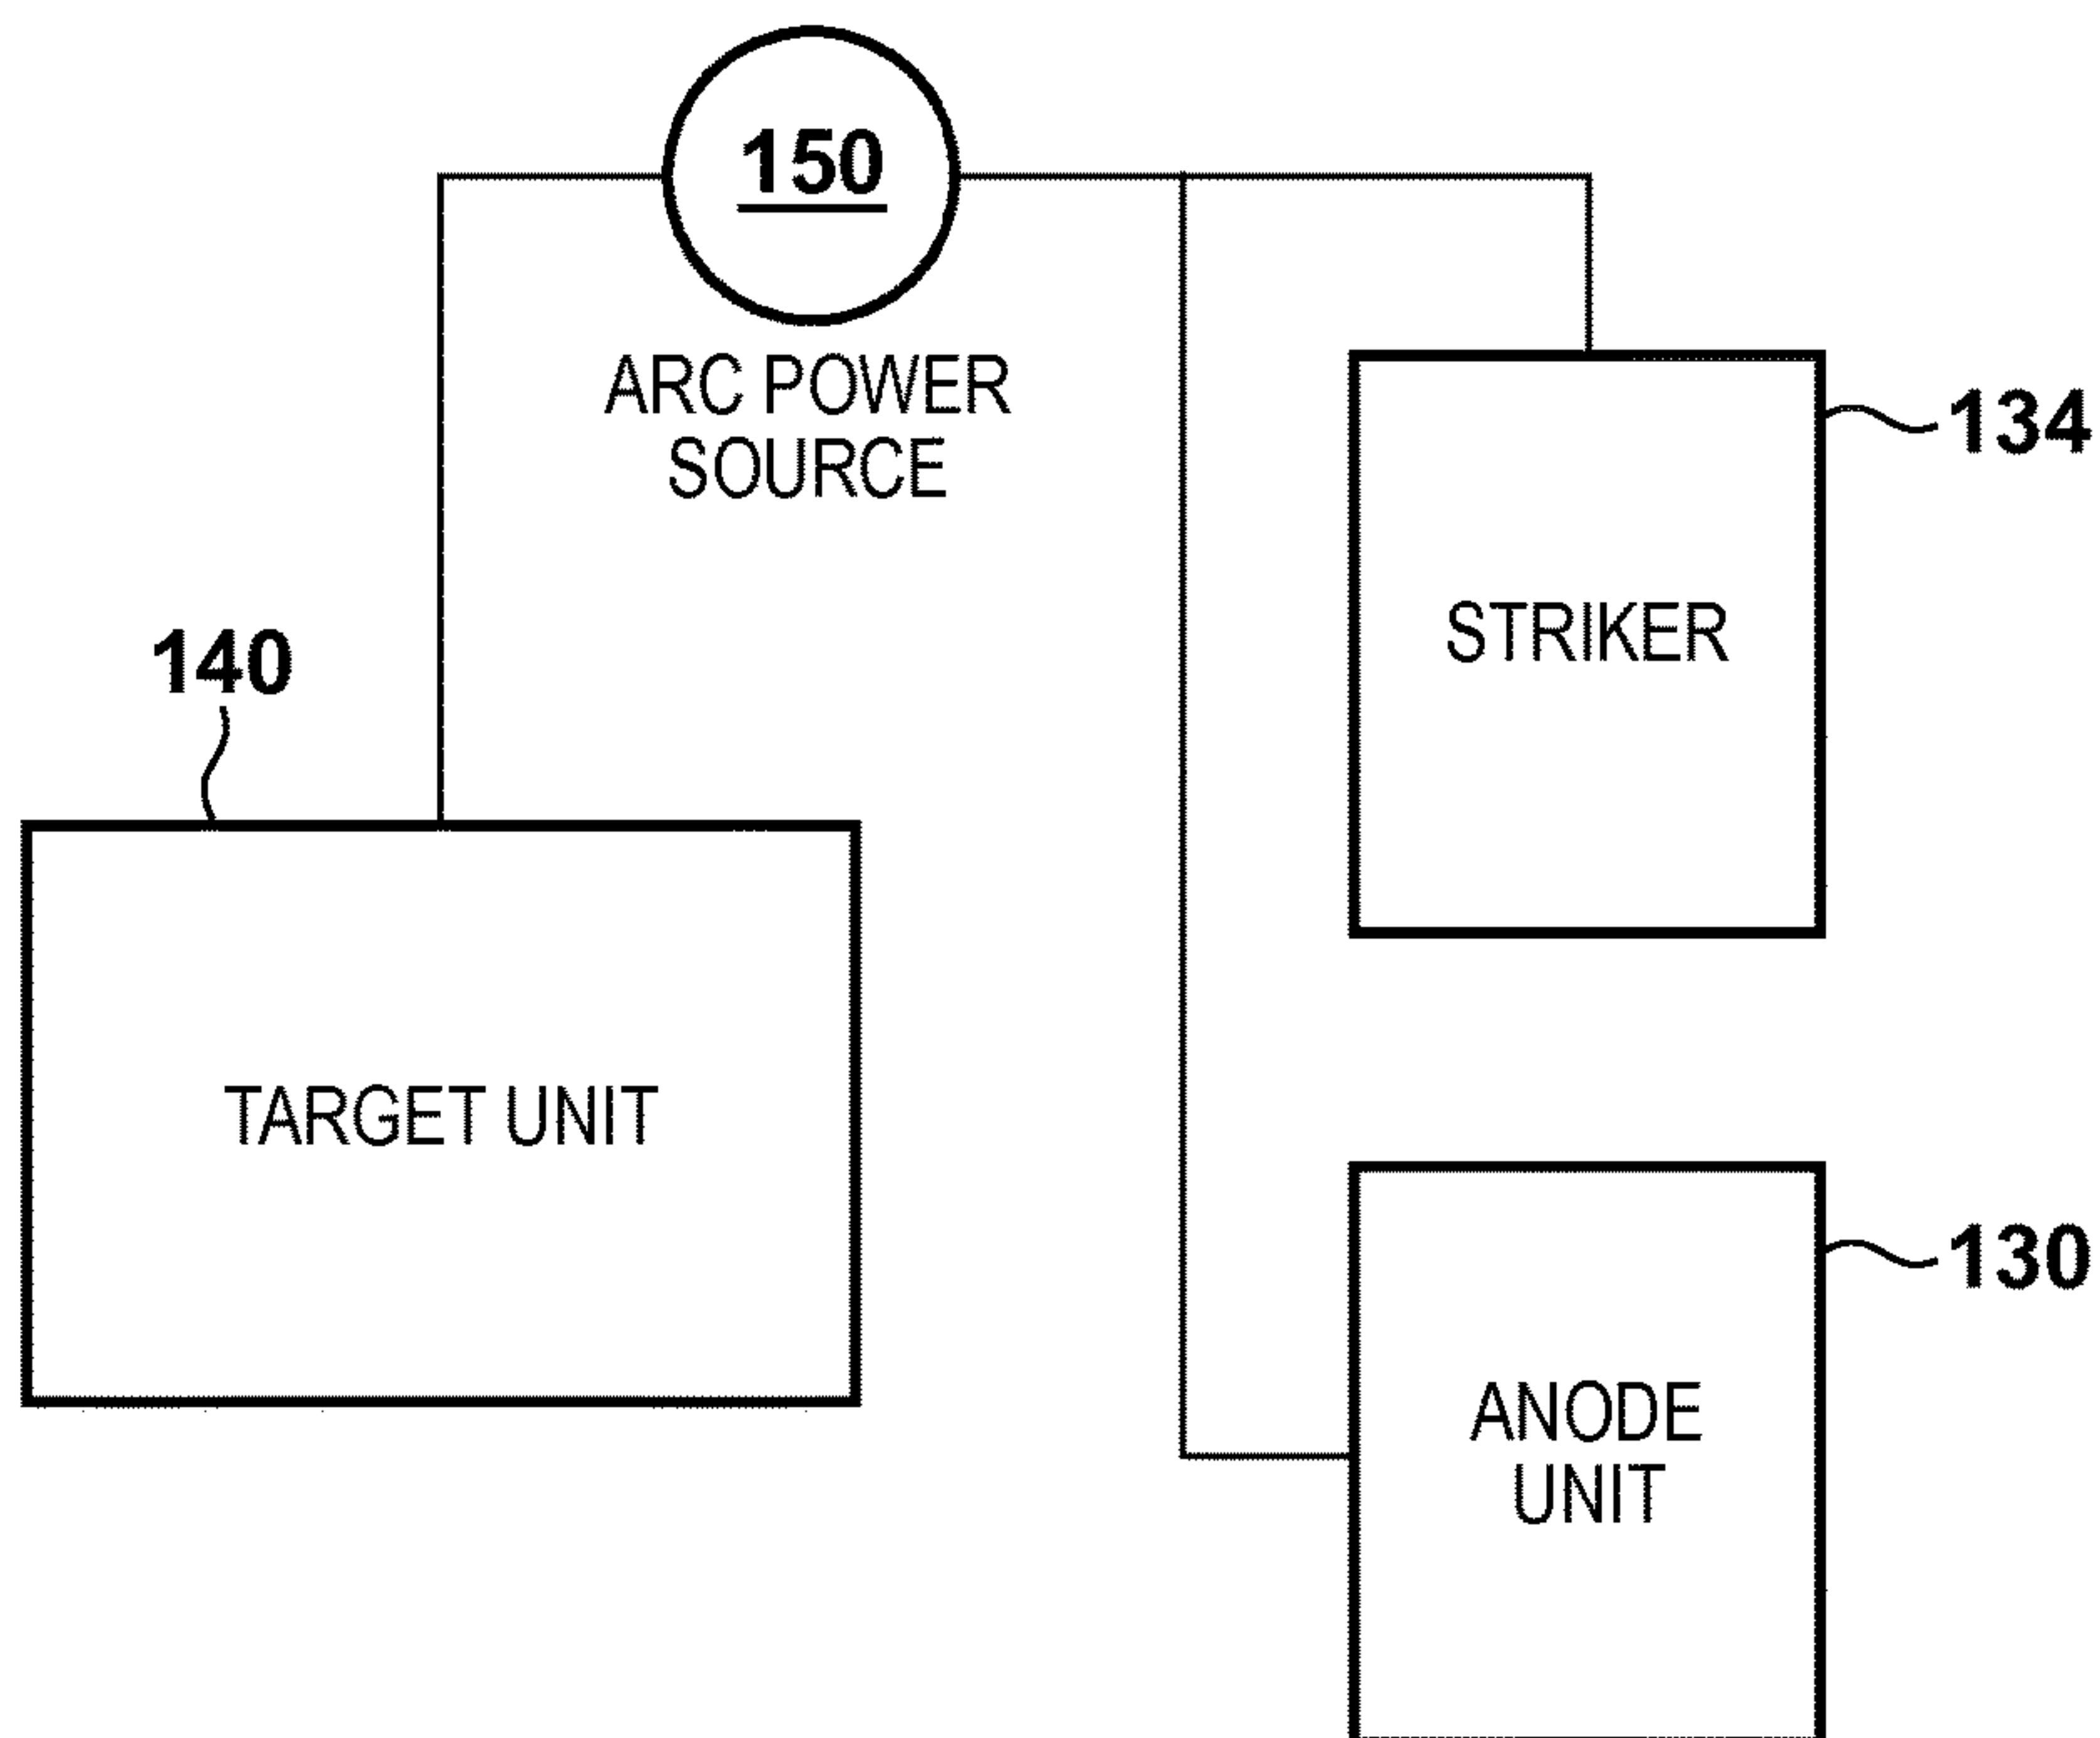 150
ARC POWER
SOURCE
134
STRIKER
140
TARGET UNIT
130
ANODE
UNIT